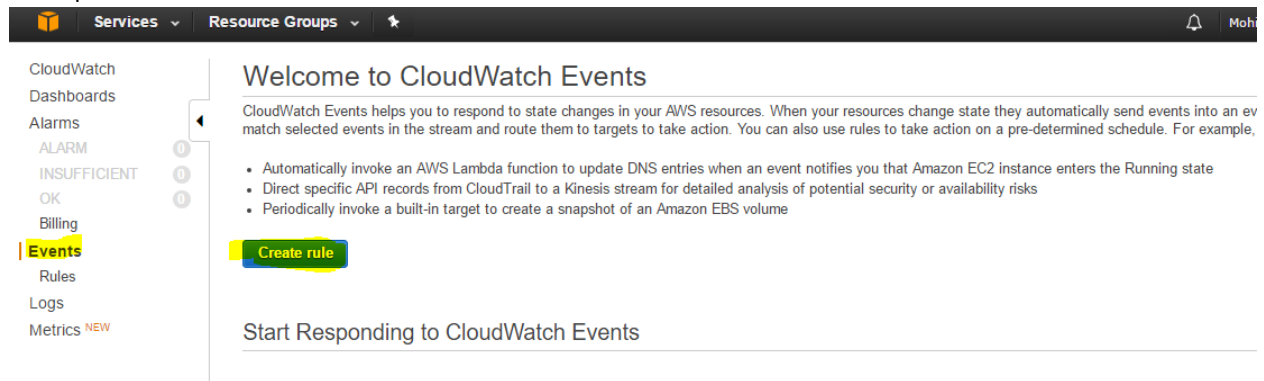 Services Resource Groups Mohi
CloudWatch
Dashboards
Alarms
ALARM 0
INSUFFICIENT 0
OK 0
Billing
Events
Rules
Logs
Metrics NEW
Welcome to CloudWatch Events
CloudWatch Events helps you to respond to state changes in your AWS resources. When your resources change state they automatically send events into an ev
match selected events in the stream and route them to targets to take action. You can also use rules to take action on a pre-determined schedule. For example,
• Automatically invoke an AWS Lambda function to update DNS entries when an event notifies you that Amazon EC2 instance enters the Running state
• Direct specific API records from CloudTrail to a Kinesis stream for detailed analysis of potential security or availability risks
• Periodically invoke a built-in target to create a snapshot of an Amazon EBS volume
Create rule
Start Responding to CloudWatch Events